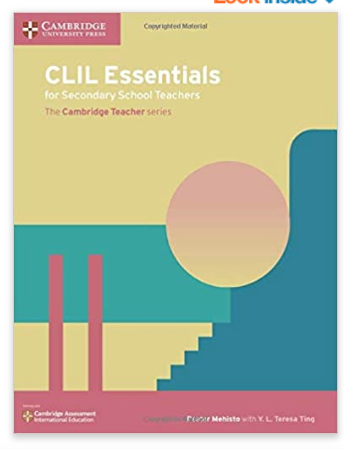 Look Inside
CAMBRIDGE
UNIVERSITY PRESS
Copyrighted Material
CLIL Essentials
for Secondary School Teachers
The Cambridge Teacher series
Cambridge Assessment
International Education
Peeter Mehisto with Y. L. Teresa Ting